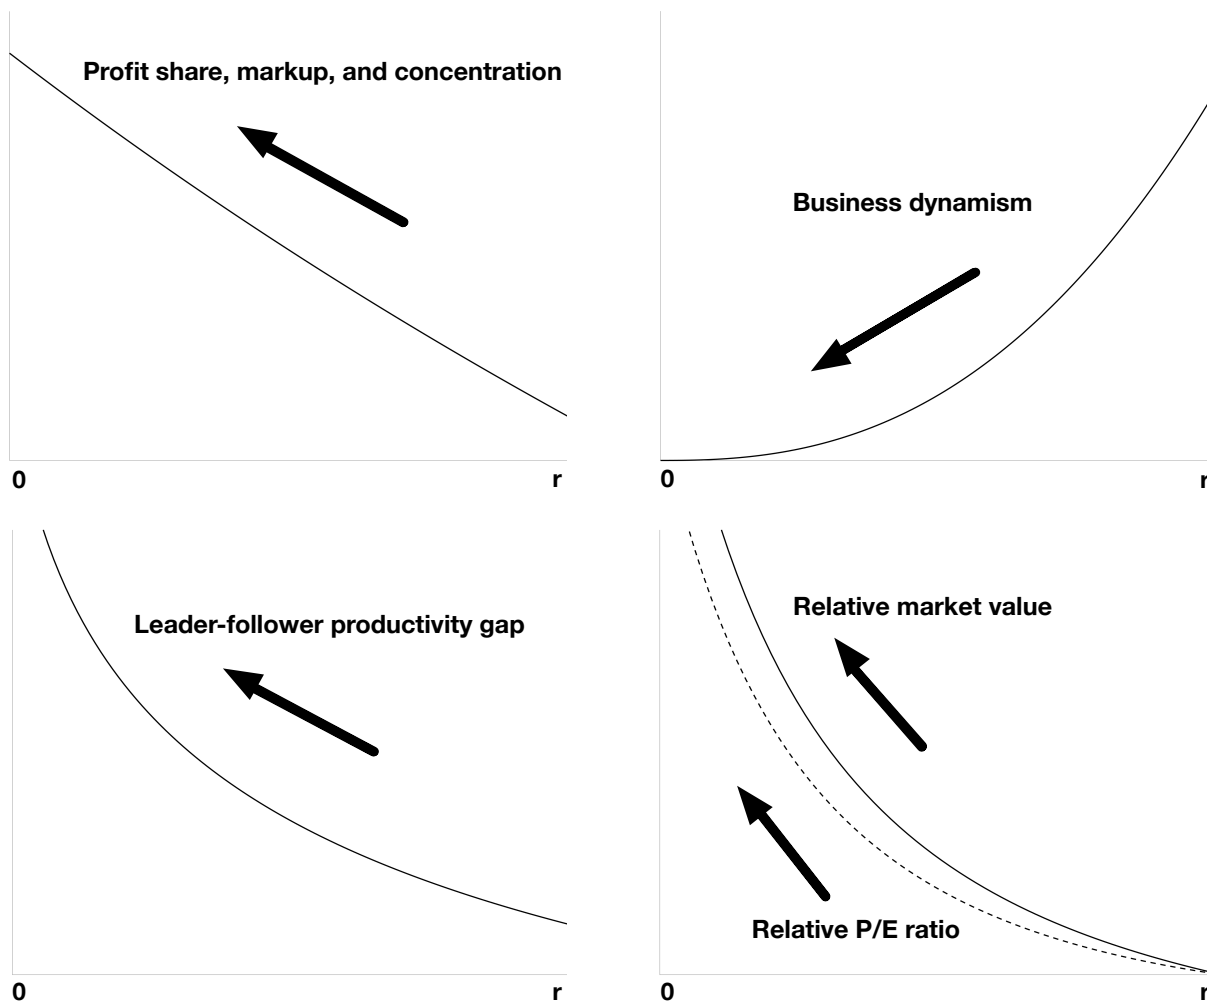 Profit share, markup, and concentration
0
r
Business dynamism
0
r
Leader-follower productivity gap
0
r
Relative market value
Relative P/E ratio
0
r